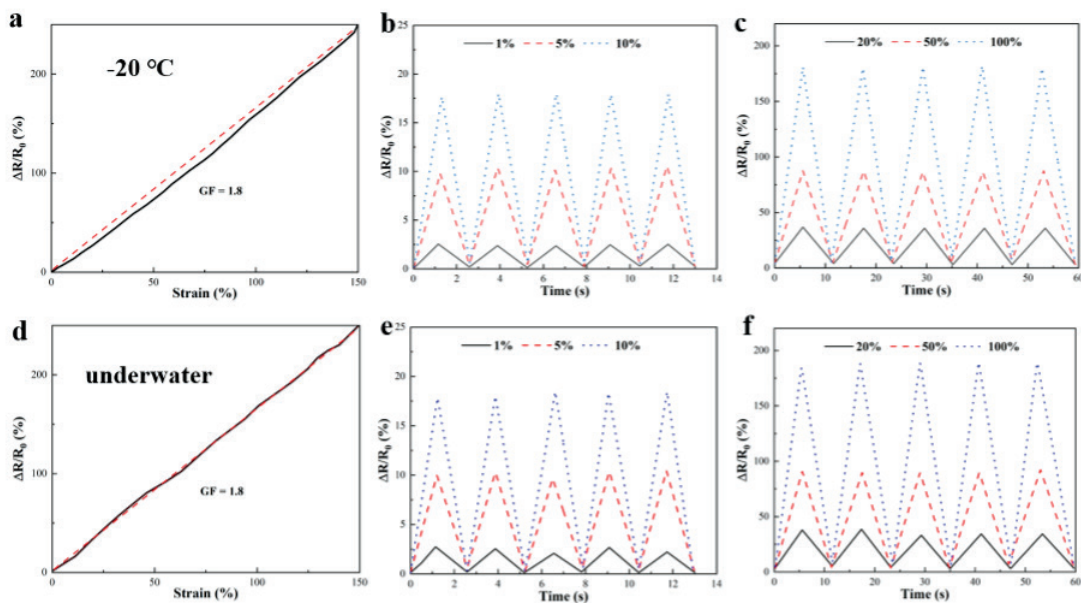 a
-20 °C
GF = 1.8
ΔR/R0 (%)
200
100
0
0 50 100 150
Strain (%)
b
1% 5% 10%
ΔR/R0 (%)
25
20
15
10
5
0
0 2 4 6 8 10 12 14
Time (s)
c
20% 50% 100%
ΔR/R0 (%)
200
150
100
50
0
0 10 20 30 40 50 60
Time (s)
d
underwater
GF = 1.8
ΔR/R0 (%)
200
100
0
0 50 100 150
Strain (%)
e
1% 5% 10%
ΔR/R0 (%)
25
20
15
10
5
0
0 2 4 6 8 10 12 14
Time (s)
f
20% 50% 100%
ΔR/R0 (%)
200
150
100
50
0
0 10 20 30 40 50 60
Time (s)